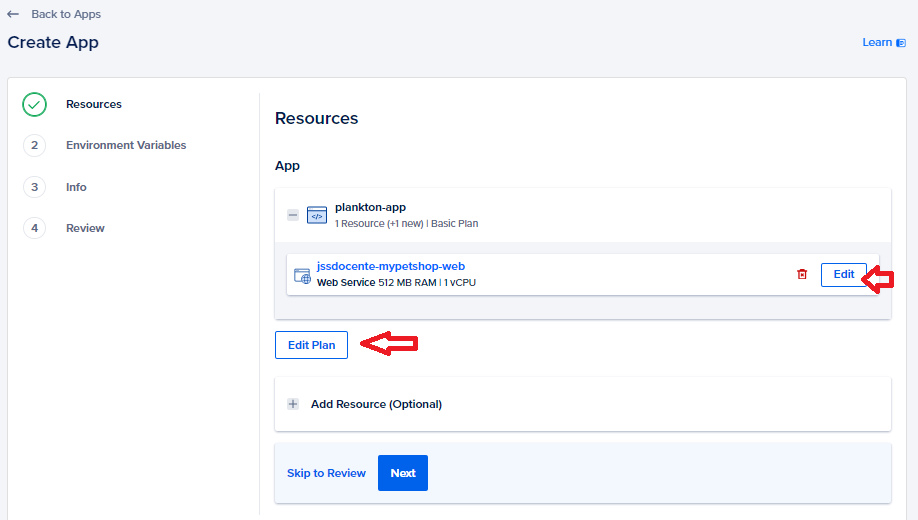 ← Back to Apps
Create App
Learn
Resources
2 Environment Variables
3 Info
4 Review
Resources
App
plankton-app
1 Resource (+1 new) | Basic Plan
jssdocente-mypetshop-web
Web Service 512 MB RAM | 1 vCPU
Edit
Edit Plan
Add Resource (Optional)
Skip to Review
Next